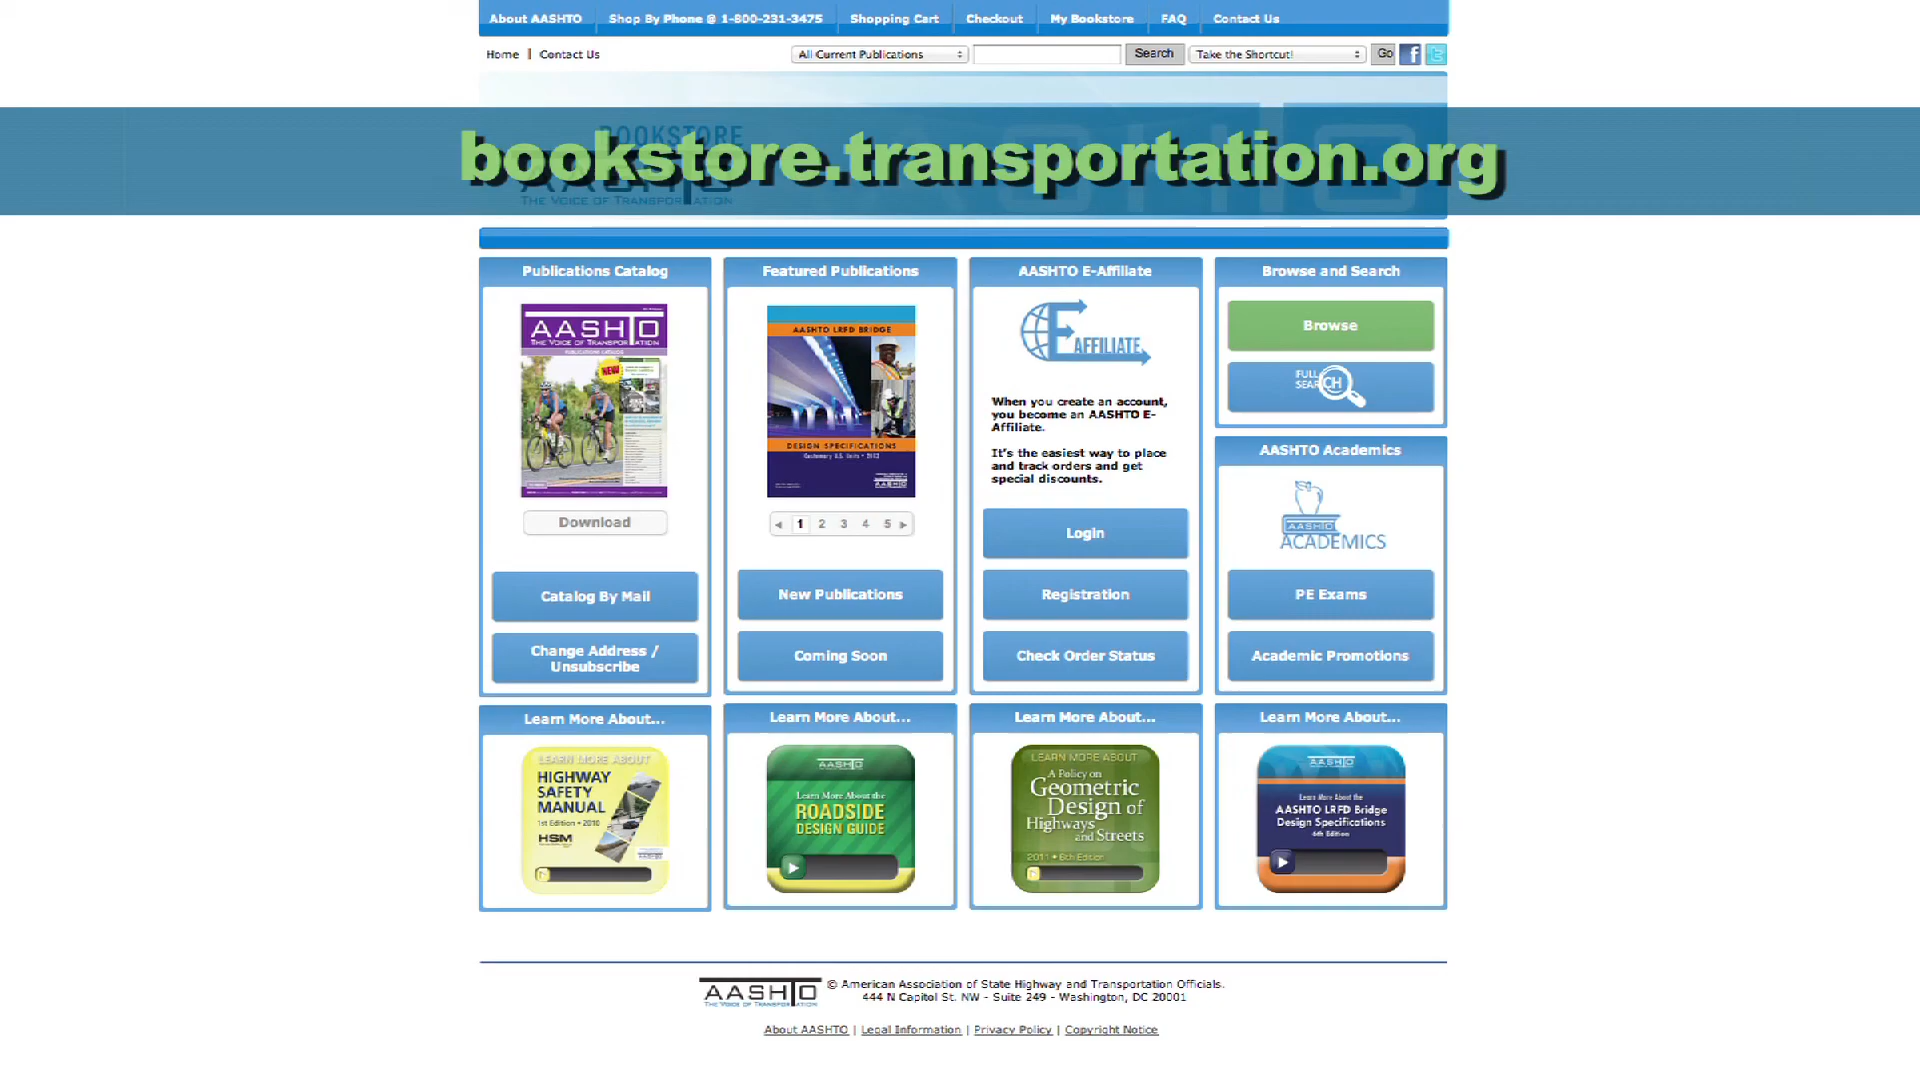 About AASHTO
Shop By Phone @ 1-800-231-3475
Shopping Cart
Checkout
My Bookstore
FAQ
Contact Us
Home | Contact Us
All Current Publications
Search
Take the Shortcut!
Go
BOOKSTORE
AASHTO
THE VOICE OF TRANSPORTATION
bookstore.transportation.org
Publications Catalog
AASHTO
THE VOICE OF TRANSPORTATION
PUBLICATIONS CATALOG
NEW
Download
Catalog By Mail
Change Address /
Unsubscribe
Featured Publications
AASHTO LRFD BRIDGE
DESIGN SPECIFICATIONS
Customary U.S. Units • 2012
1 2 3 4 5
New Publications
Coming Soon
AASHTO E-Affiliate
E
AFFILIATE
When you create an account,
you become an AASHTO E-
Affiliate.
It's the easiest way to place
and track orders and get
special discounts.
Login
Registration
Check Order Status
Browse and Search
Browse
FULL
SEARCH
AASHTO Academics
AASHTO
ACADEMICS
PE Exams
Academic Promotions
Learn More About...
LEARN MORE ABOUT
HIGHWAY
SAFETY
MANUAL
1st Edition • 2010
HSM
Learn More About...
AASHTO
Learn More About the
ROADSIDE
DESIGN GUIDE
Learn More About...
LEARN MORE ABOUT
A Policy on
Geometric
Design of
Highways
and Streets
2011 • 6th Edition
Learn More About...
AASHTO
Learn More About the
AASHTO LRFD Bridge
Design Specifications
6th Edition
AASHTO
THE VOICE OF TRANSPORTATION
© American Association of State Highway and Transportation Officials.
444 N Capitol St. NW - Suite 249 - Washington, DC 20001
About AASHTO | Legal Information | Privacy Policy | Copyright Notice